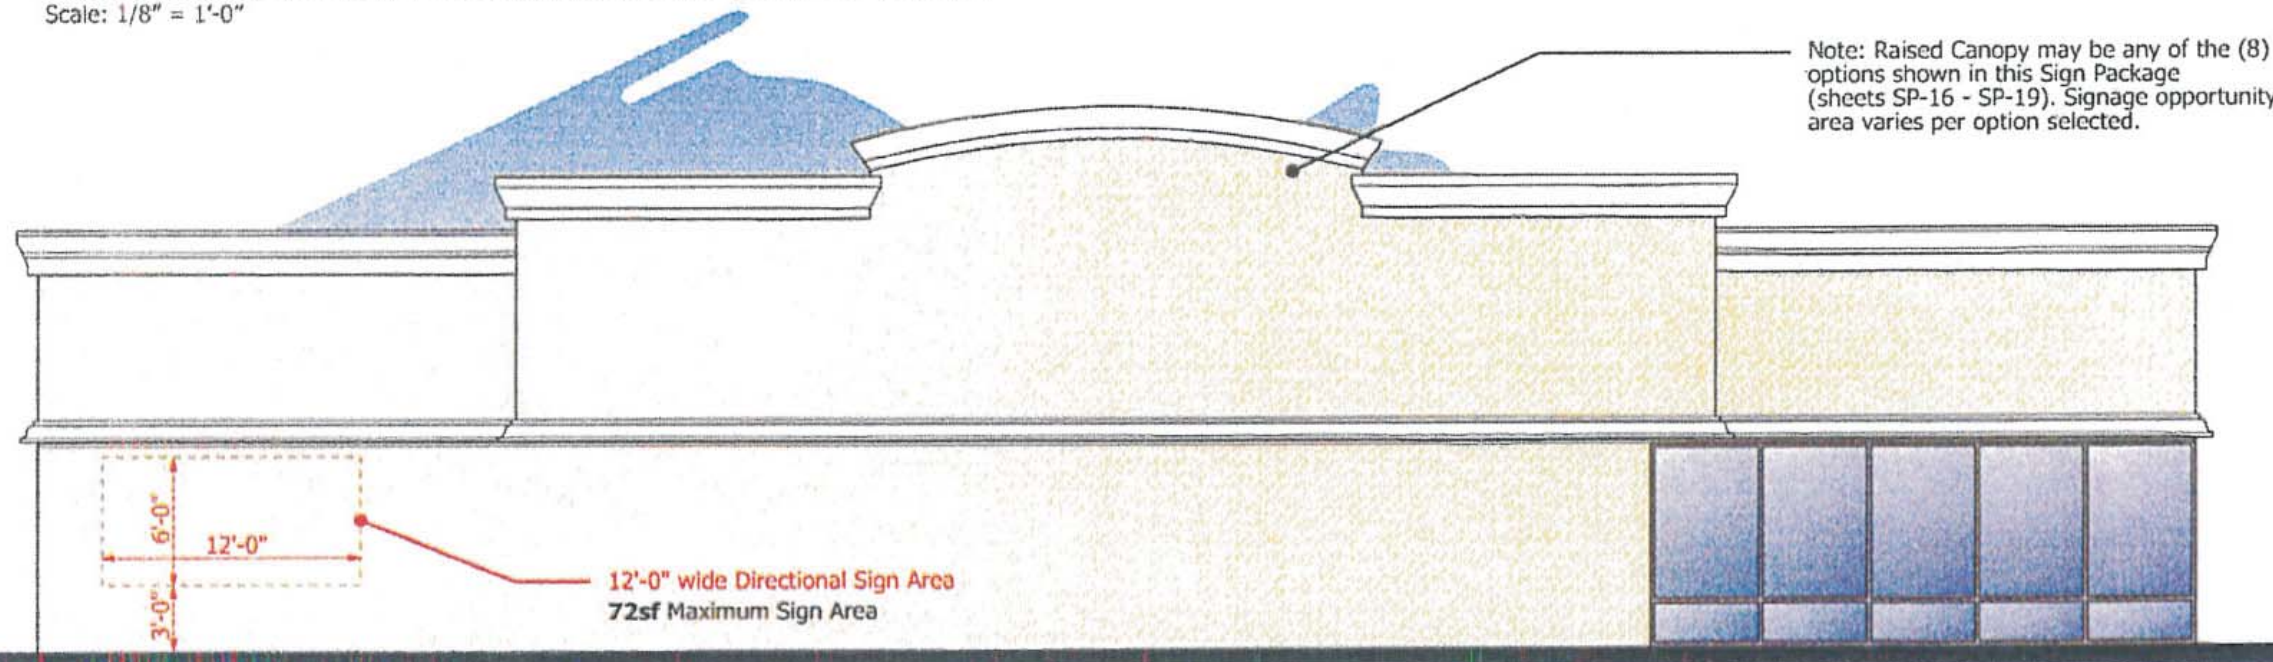 Scale: 1/8" = 1'-0"
Note: Raised Canopy may be any of the (8)
options shown in this Sign Package
(sheets SP-16 - SP-19). Signage opportunity
area varies per option selected.
6'-0"
12'-0"
3'-0"
12'-0" wide Directional Sign Area
72sf Maximum Sign Area